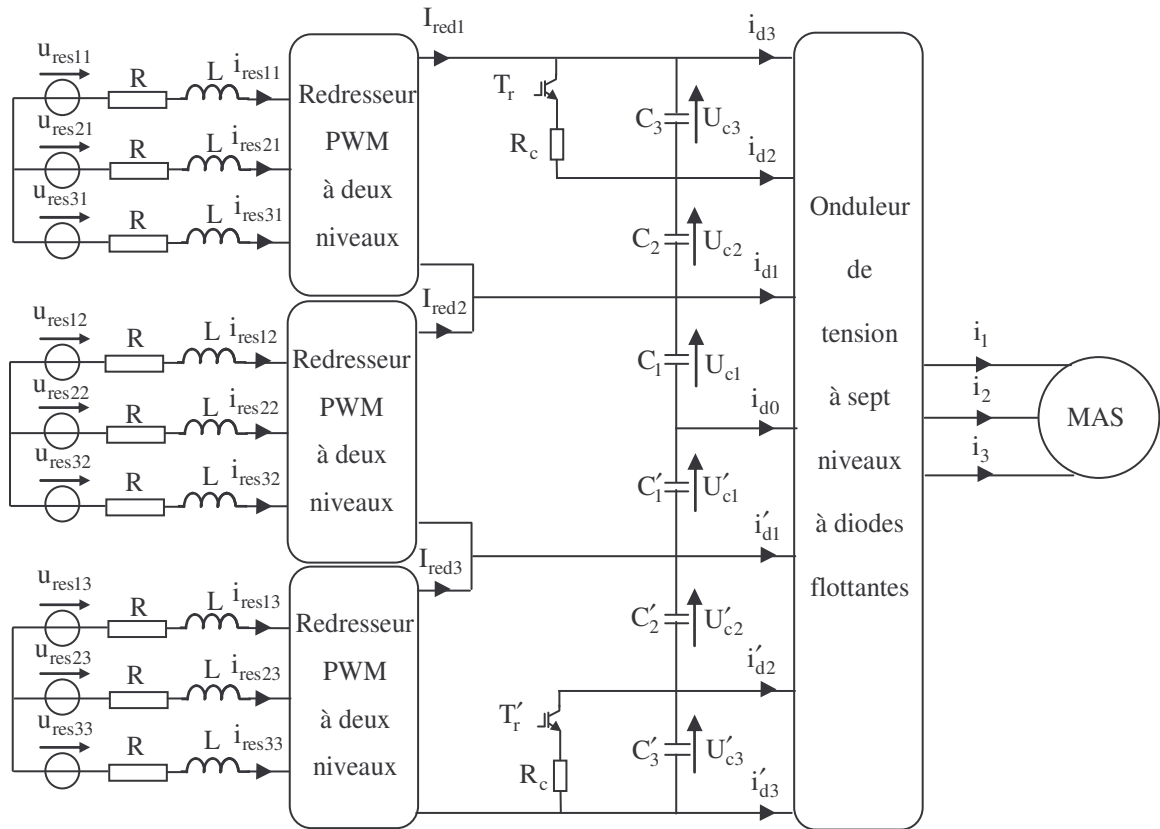 u_res11
R
L
i_res11
u_res21
R
L
i_res21
u_res31
R
L
i_res31
Redresseur
PWM
à deux
niveaux
I_red1
u_res12
R
L
i_res12
u_res22
R
L
i_res22
u_res32
R
L
i_res32
Redresseur
PWM
à deux
niveaux
I_red2
u_res13
R
L
i_res13
u_res23
R
L
i_res23
u_res33
R
L
i_res33
Redresseur
PWM
à deux
niveaux
I_red3
T_r
R_c
C_3
U_c3
C_2
U_c2
C_1
U_c1
C′_1
U′_c1
C′_2
U′_c2
T′_r
R_c
C′_3
U′_c3
i_d3
i_d2
i_d1
i_d0
i′_d1
i′_d2
i′_d3
Onduleur
de
tension
à sept
niveaux
à diodes
flottantes
i_1
i_2
i_3
MAS